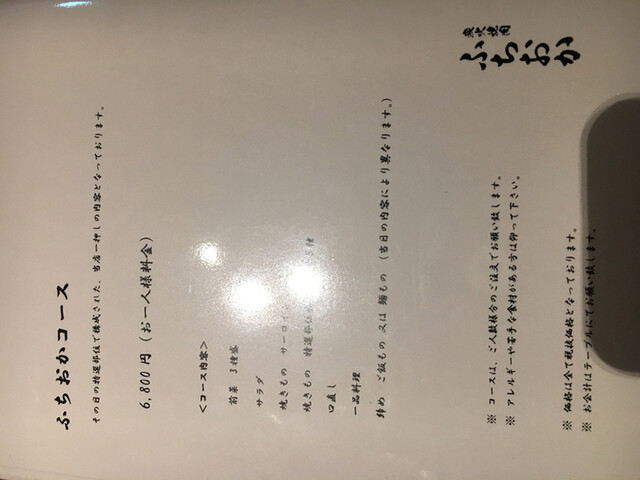 ふちおかコース
その日の特選部位で構成された、当店一押しの内容となっております。
6,800円（お一人様料金）
＜コース内容＞
前菜 3種盛
サラダ
焼きもの サーロイン
焼きもの 特選部位 5種
口直し
一品料理
締め ご飯もの又は麺もの（当日の内容により異なります。）
※ コースは、ご人数様分のご注文でお願い致します。
※ アレルギーや苦手な食材がある方は仰って下さい。
※ 価格は全て税抜価格となっております。
※ お会計はテーブルにてお願い致します。
炭火焼肉
ふちおか